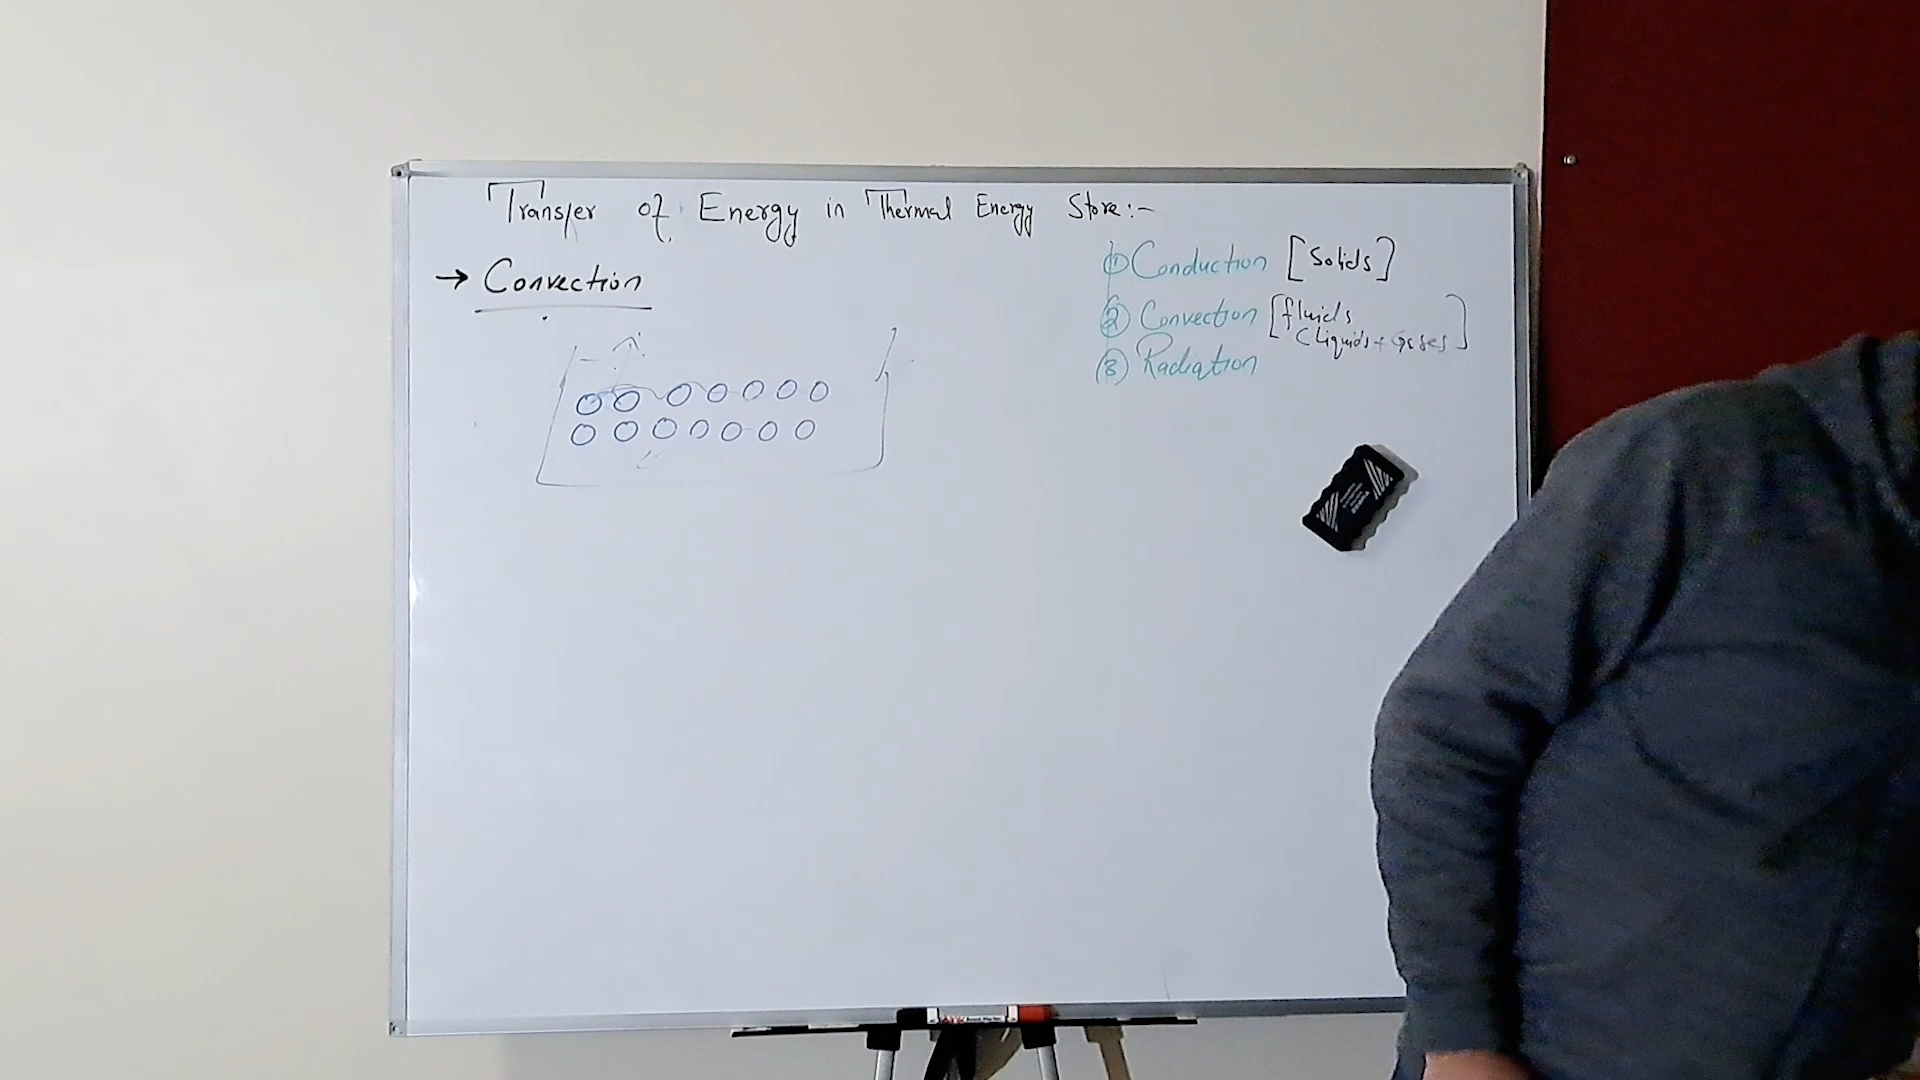 Transfer of Energy in Thermal Energy Store:-
→ Convection
① Conduction [Solids]
② Convection [fluids
(Liquids + Gases]
③ Radiation